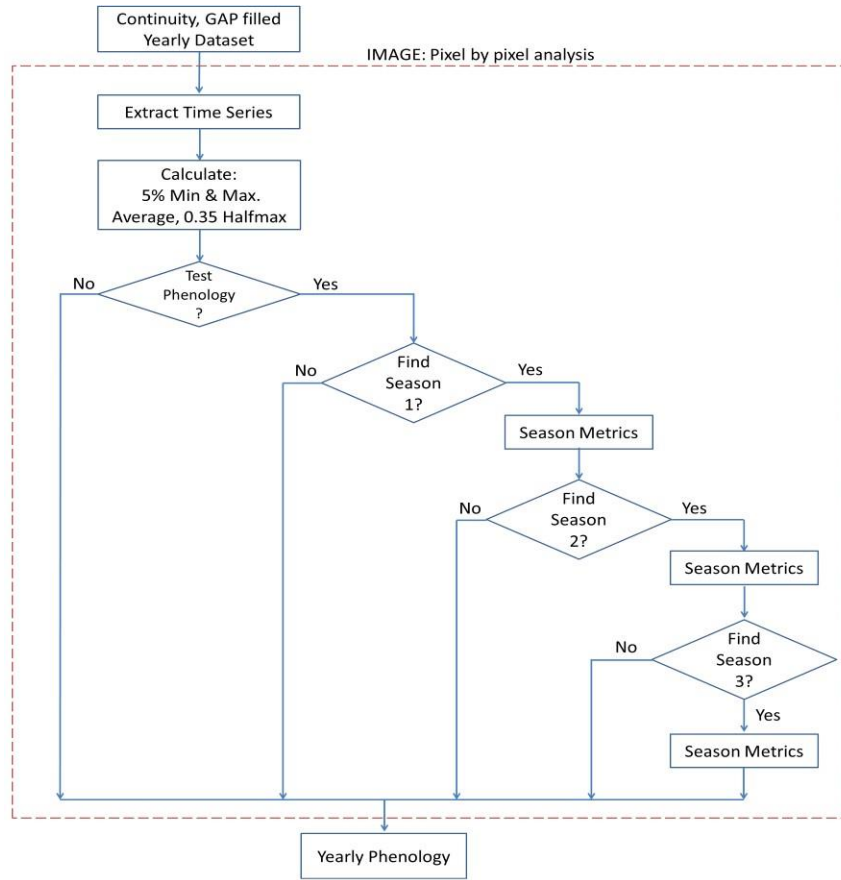 Continuity, GAP filled
Yearly Dataset
IMAGE: Pixel by pixel analysis
Extract Time Series
Calculate:
5% Min & Max.
Average, 0.35 Halfmax
No
Test
Phenology
?
Yes
No
Find
Season
1?
Yes
Season Metrics
No
Find
Season
2?
Yes
Season Metrics
No
Find
Season
3?
Yes
Season Metrics
Yearly Phenology